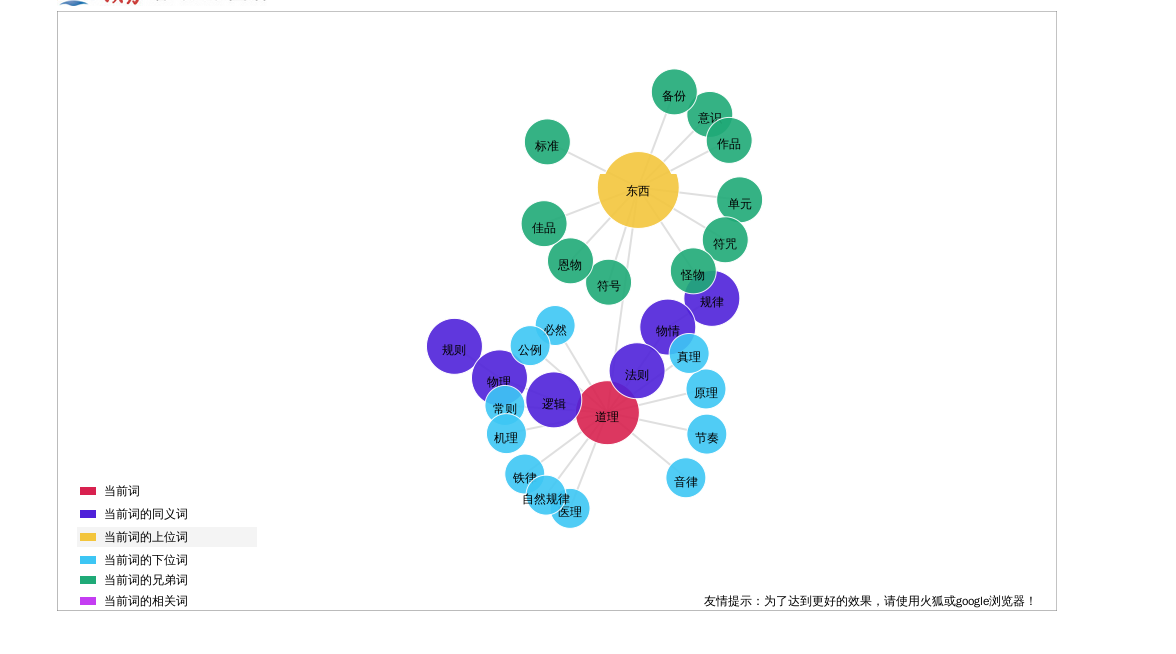 备份
意识
作品
标准
东西
单元
佳品
符咒
恩物
怪物
符号
规律
物情
必然
公例
规则
真理
法则
物理
原理
常则
逻辑
道理
机理
节奏
铁律
音律
自然规律
医理
当前词
当前词的同义词
当前词的上位词
当前词的下位词
当前词的兄弟词
当前词的相关词
友情提示：为了达到更好的效果，请使用火狐或google浏览器！